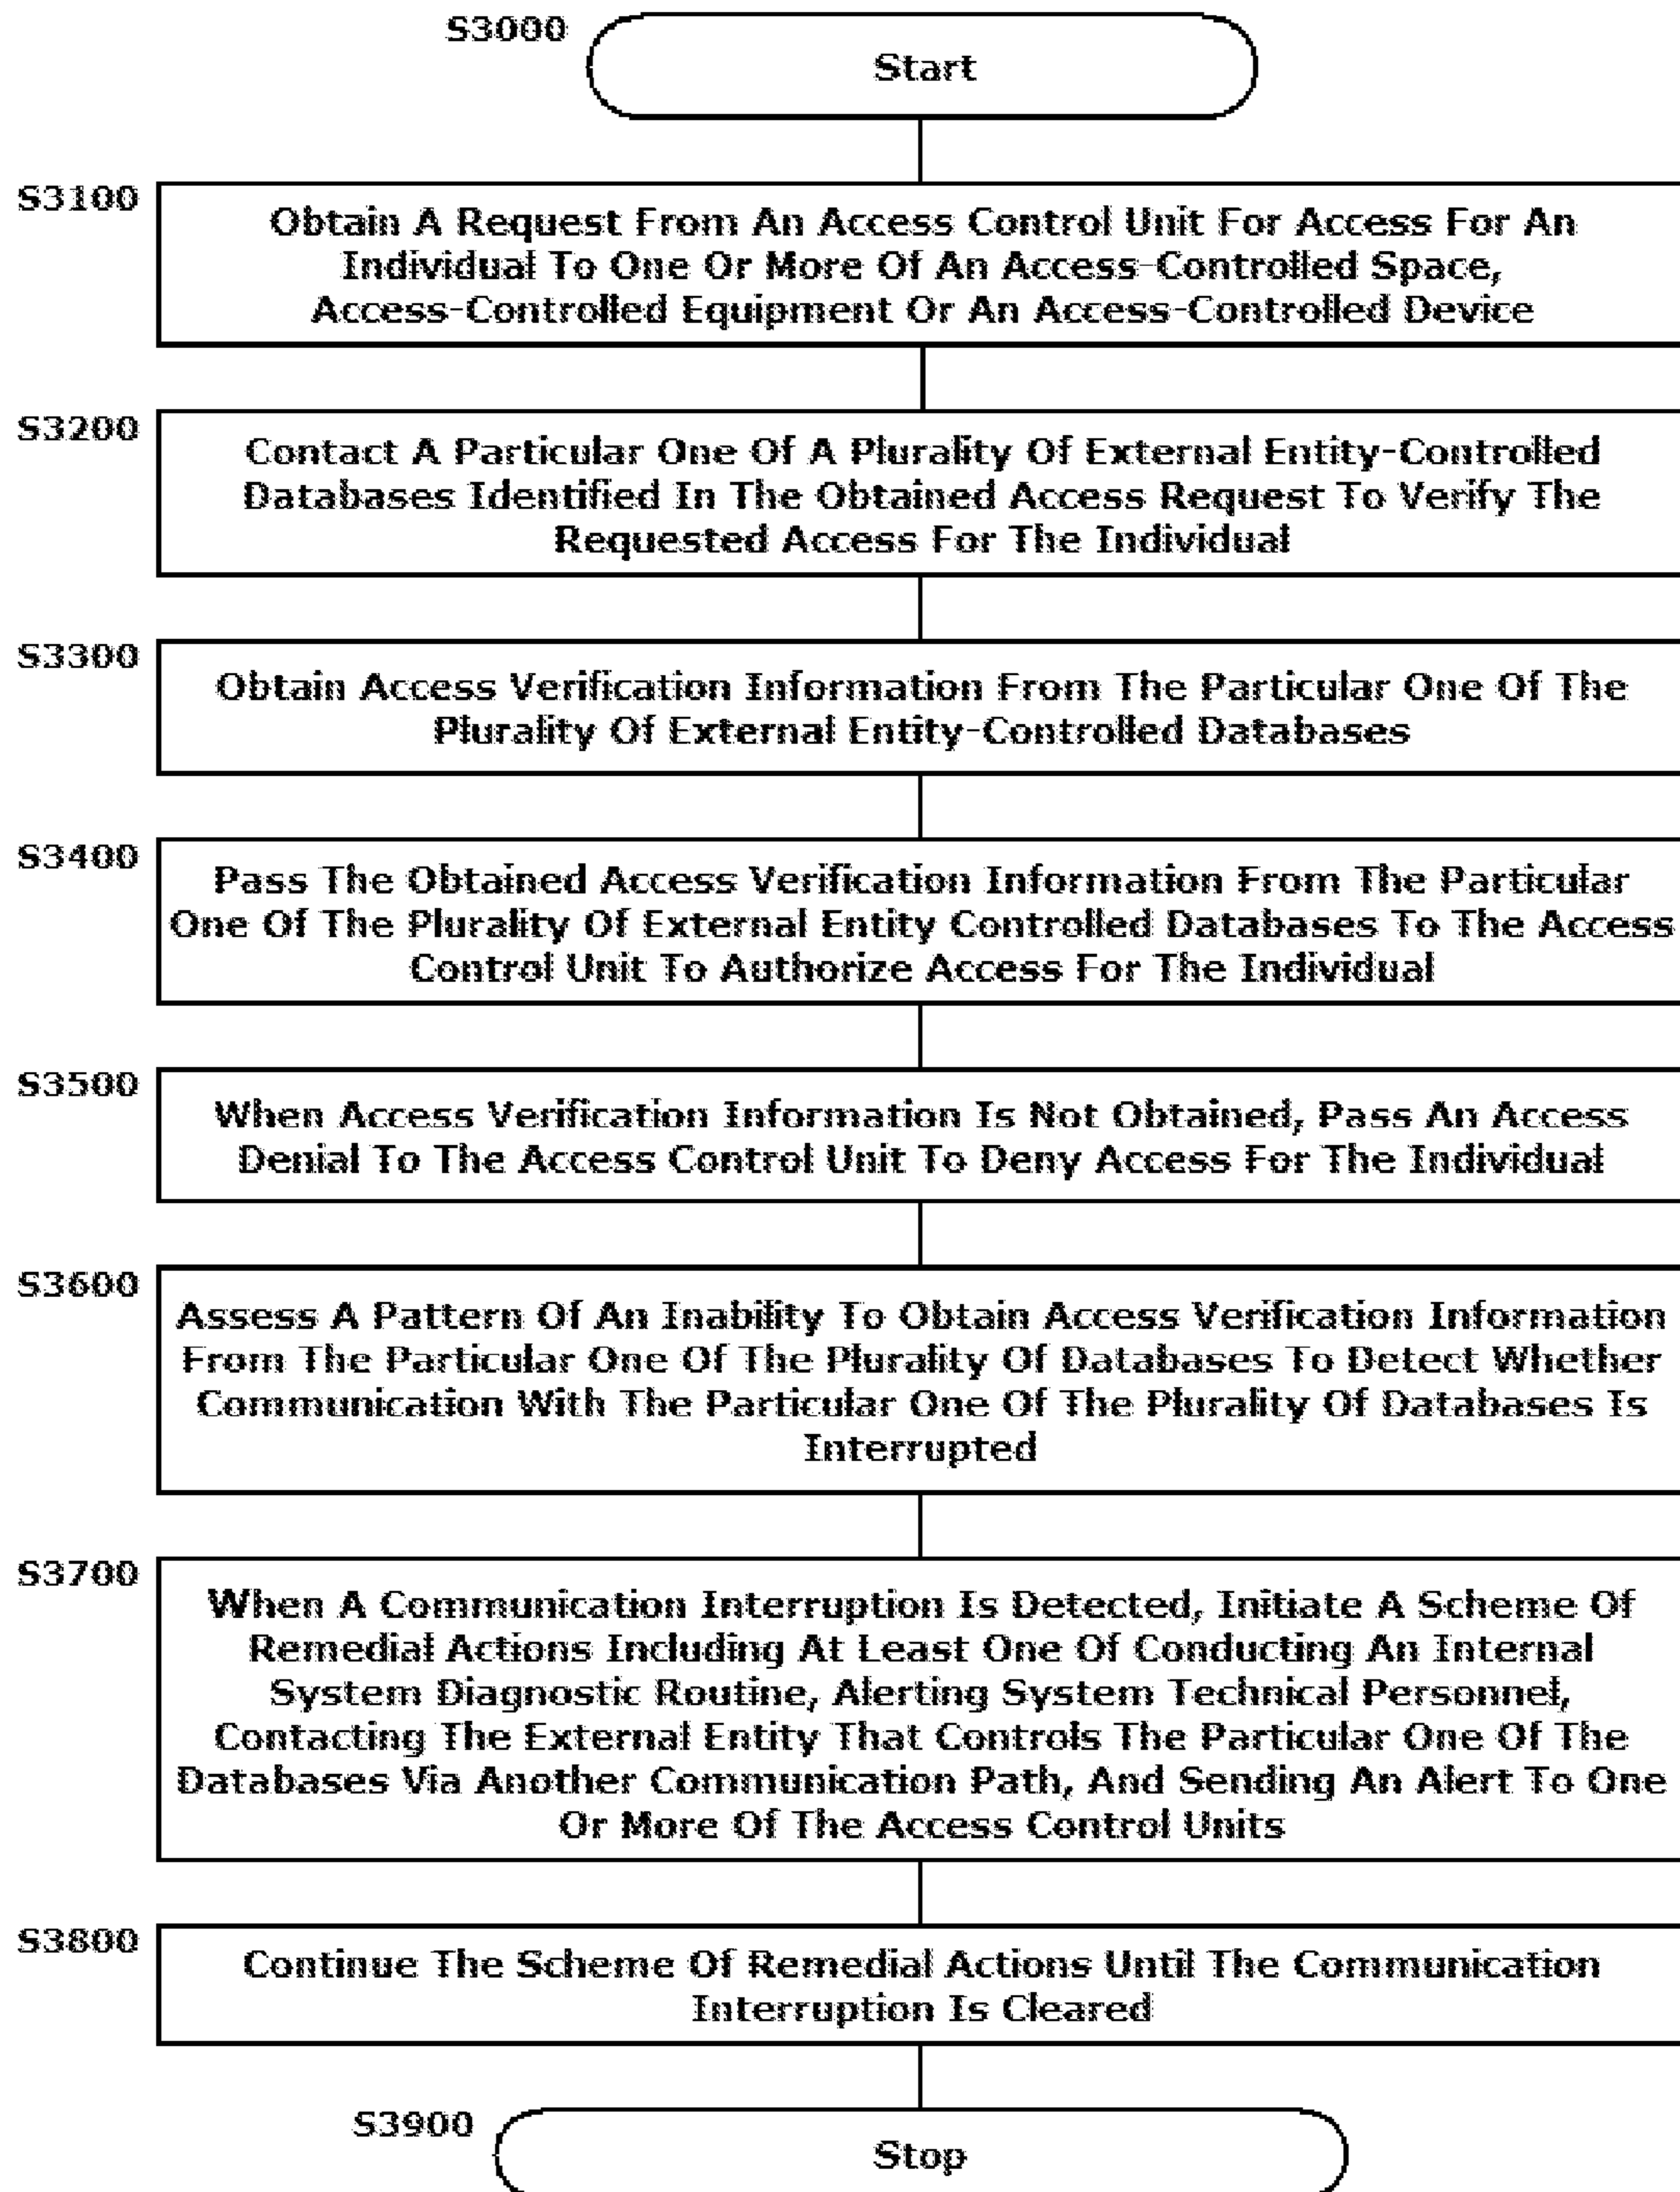 S3000
Start
S3100
Obtain A Request From An Access Control Unit For Access For An
Individual To One Or More Of An Access-Controlled Space,
Access-Controlled Equipment Or An Access-Controlled Device
S3200
Contact A Particular One Of A Plurality Of External Entity-Controlled
Databases Identified In The Obtained Access Request To Verify The
Requested Access For The Individual
S3300
Obtain Access Verification Information From The Particular One Of The
Plurality Of External Entity-Controlled Databases
S3400
Pass The Obtained Access Verification Information From The Particular
One Of The Plurality Of External Entity Controlled Databases To The Access
Control Unit To Authorize Access For The Individual
S3500
When Access Verification Information Is Not Obtained, Pass An Access
Denial To The Access Control Unit To Deny Access For The Individual
S3600
Assess A Pattern Of An Inability To Obtain Access Verification Information
From The Particular One Of The Plurality Of Databases To Detect Whether
Communication With The Particular One Of The Plurality Of Databases Is
Interrupted
S3700
When A Communication Interruption Is Detected, Initiate A Scheme Of
Remedial Actions Including At Least One Of Conducting An Internal
System Diagnostic Routine, Alerting System Technical Personnel,
Contacting The External Entity That Controls The Particular One Of The
Databases Via Another Communication Path, And Sending An Alert To One
Or More Of The Access Control Units
S3800
Continue The Scheme Of Remedial Actions Until The Communication
Interruption Is Cleared
S3900
Stop